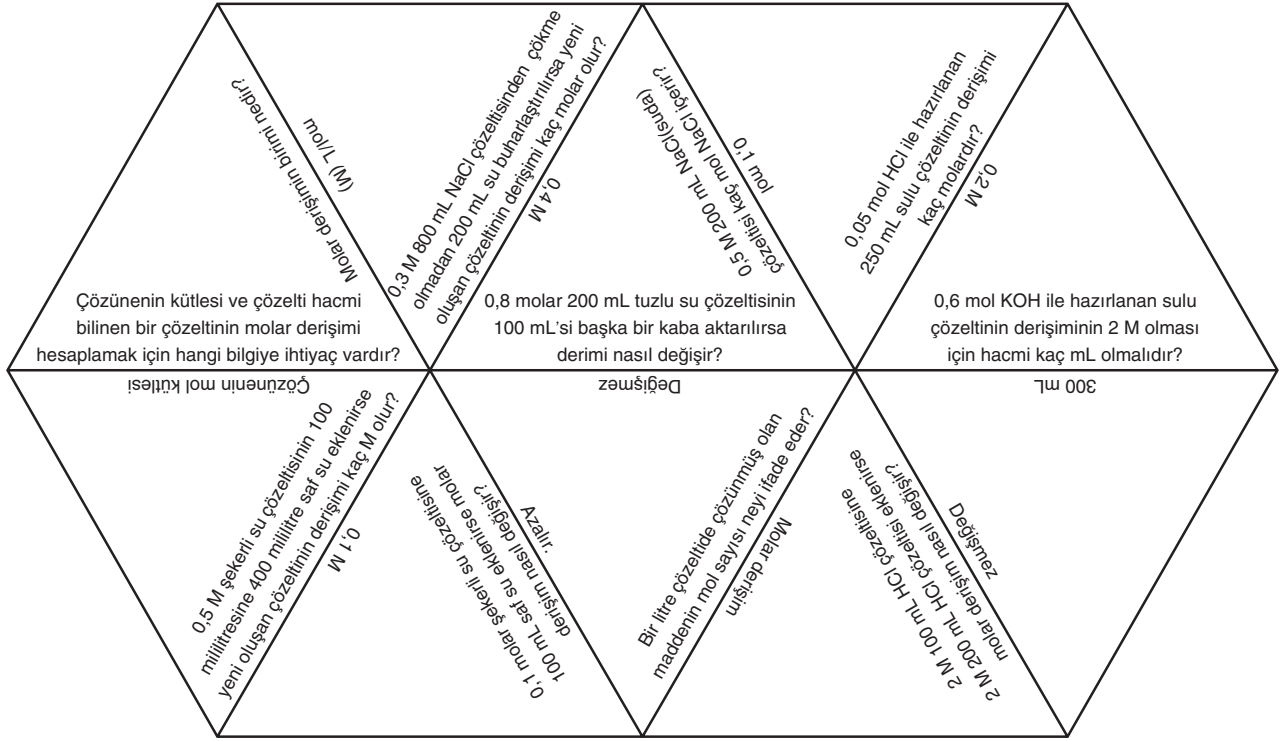 Molar derişimin birimi nedir?
mol/L (M)
0,3 M 800 mL NaCl çözeltisinden çökme
olmadan 200 mL su buharlaştırılırsa yeni
oluşan çözeltinin derişimi kaç molar olur?
0,4 M
0,5 M 200 mL NaCl(suda)
çözeltisi kaç mol NaCl içerir?
0,1 mol
0,05 mol HCl ile hazırlanan
250 mL sulu çözeltinin derişimi
kaç molardır?
0,2 M
Çözünenin kütlesi ve çözelti hacmi
bilinen bir çözeltinin molar derişimi
hesaplamak için hangi bilgiye ihtiyaç vardır?
Çözünenin mol kütlesi
0,8 molar 200 mL tuzlu su çözeltisinin
100 mL'si başka bir kaba aktarılırsa
derimi nasıl değişir?
Değişmez
0,6 mol KOH ile hazırlanan sulu
çözeltinin derişiminin 2 M olması
için hacmi kaç mL olmalıdır?
300 mL
0,5 M şekerli su çözeltisinin 100
mililitresine 400 mililitre saf su eklenirse
yeni oluşan çözeltinin derişimi kaç M olur?
0,1 M
0,1 molar şekerli su çözeltisine
100 mL saf su eklenirse molar
derişim nasıl değişir?
Azalır.
Bir litre çözeltide çözünmüş olan
maddenin mol sayısı neyi ifade eder?
Molar derişim
2 M 100 mL HCl çözeltisine
2 M 200 mL HCl çözeltisi eklenirse
molar derişim nasıl değişir?
Değişmez